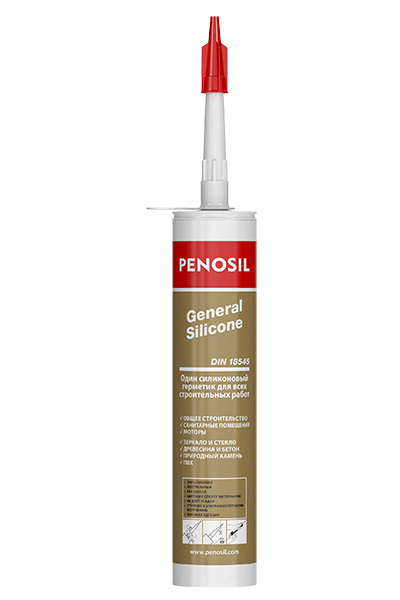 PENOSIL
General
Silicone
DIN 18545
Один силиконовый
герметик для всех
строительных работ
✓ОБЩЕЕ СТРОИТЕЛЬСТВО
✓САНИТАРНЫЕ ПОМЕЩЕНИЯ
✓МОТОРЫ
✓ЗЕРКАЛО И СТЕКЛО
✓ДРЕВЕСИНА И БЕТОН
✓ПРИРОДНЫЙ КАМЕНЬ
✓ПВХ
www.penosil.com